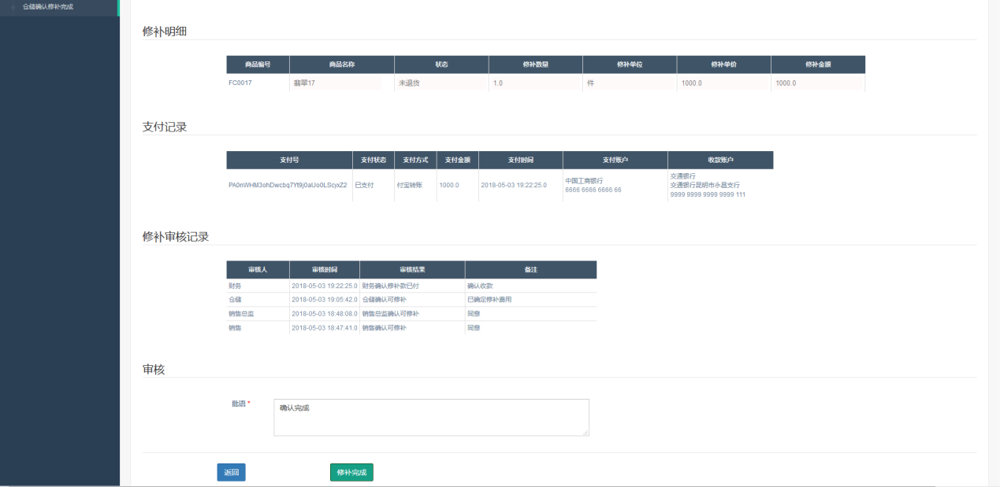 仓储确认修补完成
修补明细
商品编号 商品名称 状态 修补数量 修补单位 修补单价 修补金额
FC0017 翡翠17 未退货 1.0 件 1000.0 1000.0
支付记录
支付号 支付状态 支付方式 支付金额 支付时间 支付账户 收款账户
PA0nWHM3ohDwcbq7Yt9j0aUo0LScyxZ2 已支付 付宝转账 1000.0 2018-05-03 19:22:25.0 中国工商银行 交通银行
6666 6666 6666 66 交通银行昆明市永昌支行
9999 9999 9999 9999 111
修补审核记录
审核人 审核时间 审核结果 备注
财务 2018-05-03 19:22:25.0 财务确认修补款已付 确认收款
仓储 2018-05-03 19:05:42.0 仓储确认可修补 已确定修补费用
销售总监 2018-05-03 18:48:08.0 销售总监确认可修补 同意
销售 2018-05-03 18:47:41.0 销售确认可修补 同意
审核
批语 * 确认完成
返回 修补完成